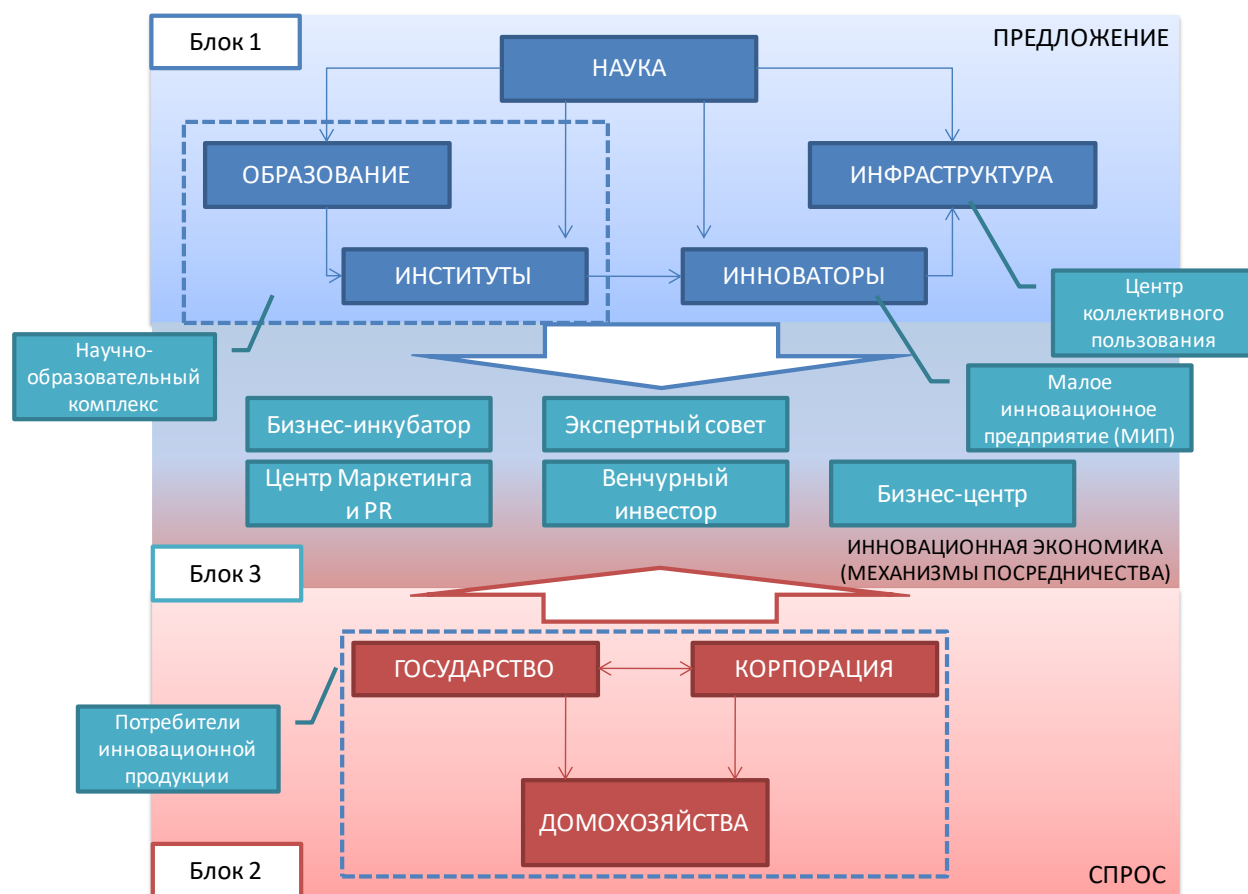 Блок 1
ПРЕДЛОЖЕНИЕ
НАУКА
ОБРАЗОВАНИЕ
ИНФРАСТРУКТУРА
ИНСТИТУТЫ
ИННОВАТОРЫ
Центр
коллективного
пользования
Научно-
образовательный
комплекс
Малое
инновационное
предприятие (МИП)
Бизнес-инкубатор
Экспертный совет
Центр Маркетинга
и PR
Венчурный
инвестор
Бизнес-центр
ИННОВАЦИОННАЯ ЭКОНОМИКА
(МЕХАНИЗМЫ ПОСРЕДНИЧЕСТВА)
Блок 3
ГОСУДАРСТВО
КОРПОРАЦИЯ
Потребители
инновационной
продукции
ДОМОХОЗЯЙСТВА
Блок 2
СПРОС